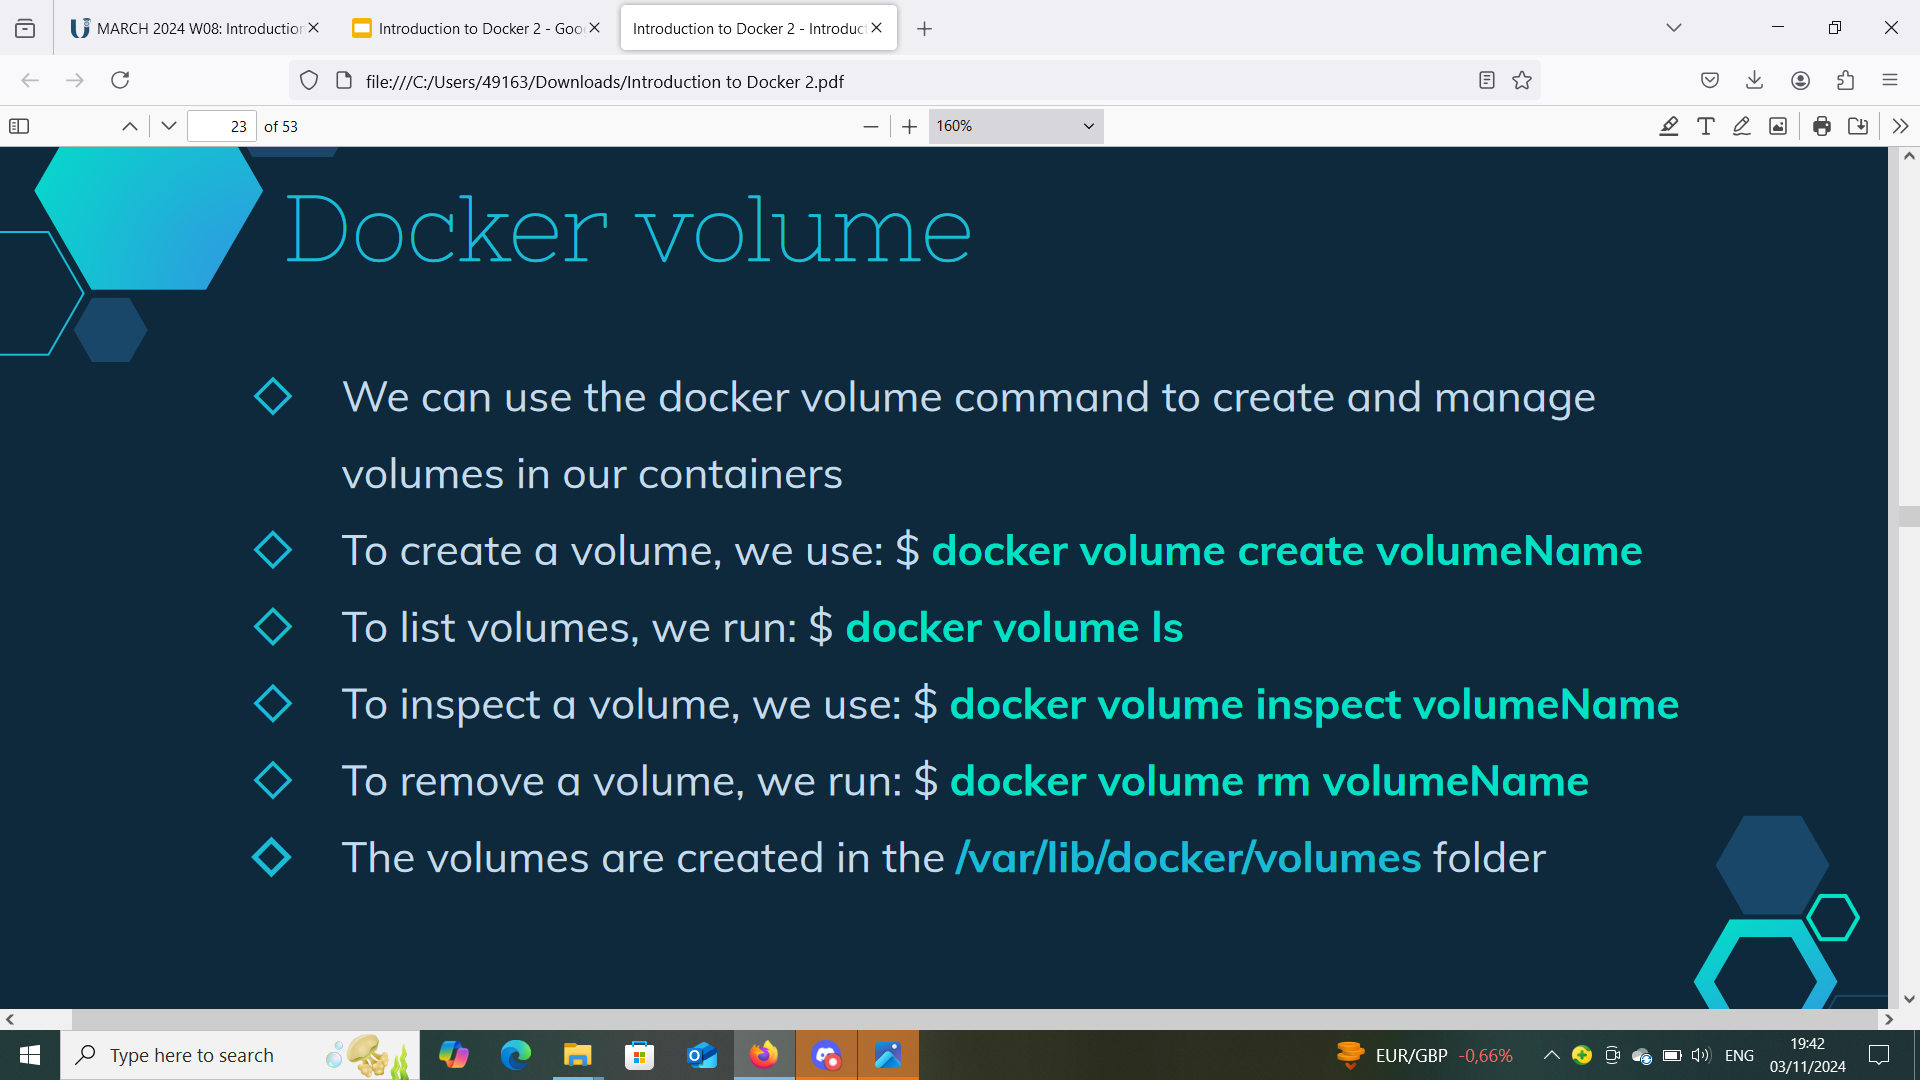 MARCH 2024 W08: Introduction
Introduction to Docker 2 - Goo
Introduction to Docker 2 - Introduct
file:///C:/Users/49163/Downloads/Introduction to Docker 2.pdf
23 of 53
160%
Docker volume
We can use the docker volume command to create and manage
volumes in our containers
To create a volume, we use: $ docker volume create volumeName
To list volumes, we run: $ docker volume ls
To inspect a volume, we use: $ docker volume inspect volumeName
To remove a volume, we run: $ docker volume rm volumeName
The volumes are created in the /var/lib/docker/volumes folder
Type here to search
EUR/GBP -0,66%
ENG
19:42
03/11/2024